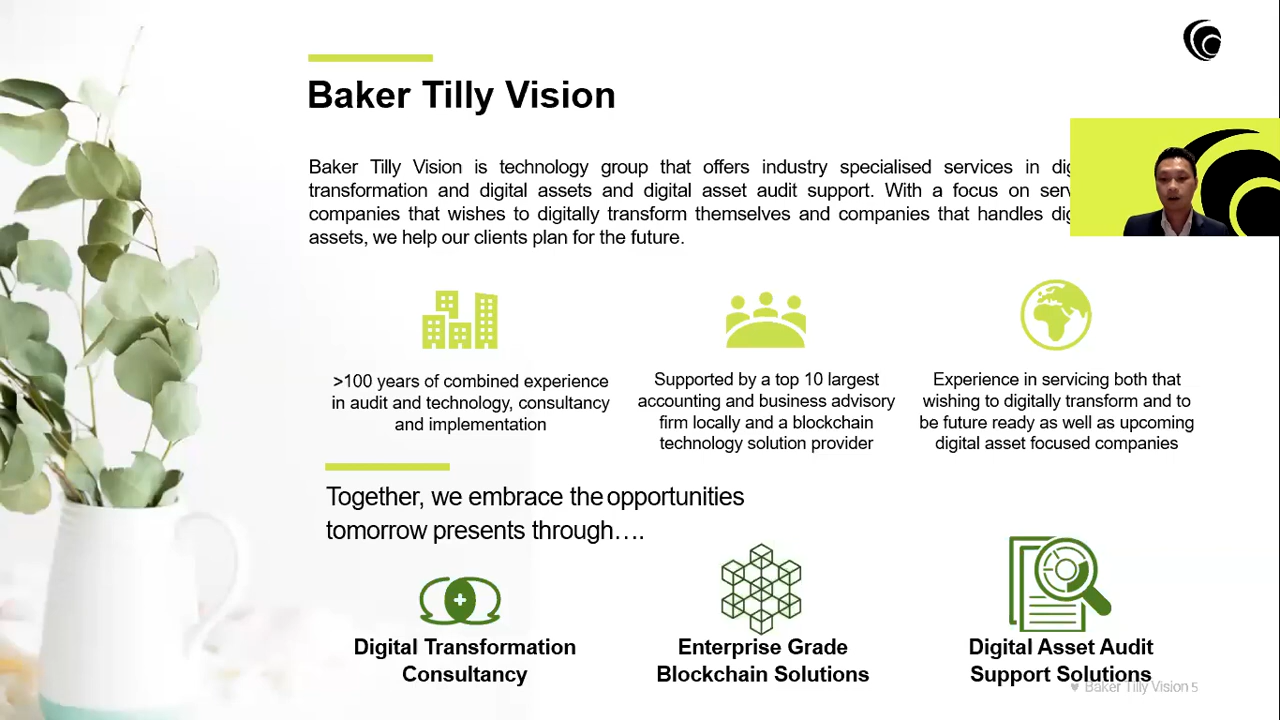 Baker Tilly Vision
Baker Tilly Vision is technology group that offers industry specialised services in
transformation and digital assets and digital asset audit support. With a focus on
companies that wishes to digitally transform themselves and companies that handles
assets, we help our clients plan for the future.
>100 years of combined experience
in audit and technology, consultancy
and implementation
Supported by a top 10 largest
accounting and business advisory
firm locally and a blockchain
technology solution provider
Experience in servicing both that
wishing to digitally transform and to
be future ready as well as upcoming
digital asset focused companies
Together, we embrace the opportunities
tomorrow presents through….
Digital Transformation
Consultancy
Enterprise Grade
Blockchain Solutions
Digital Asset Audit
Support Solutions
Baker Tilly Vision 5